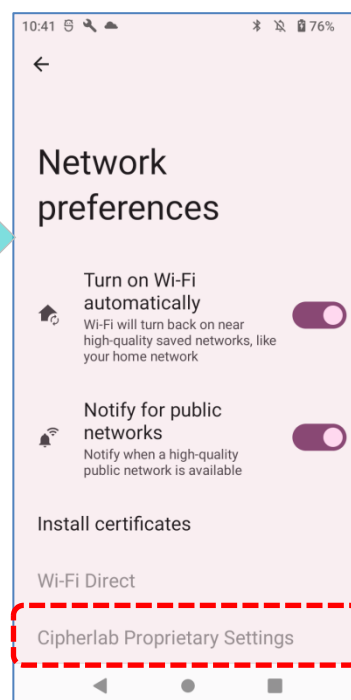 10:41
76%
Network
preferences
Turn on Wi-Fi
automatically
Wi-Fi will turn back on near
high-quality saved networks, like
your home network
Notify for public
networks
Notify when a high-quality
public network is available
Install certificates
Wi-Fi Direct
Cipherlab Proprietary Settings